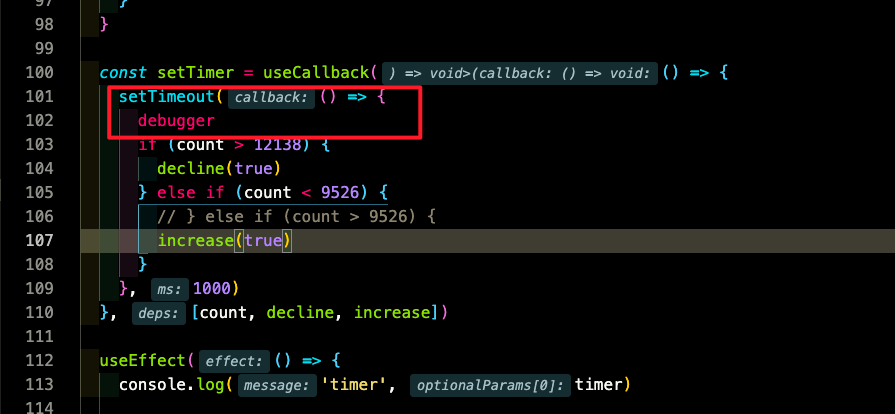 97 }
98 }
99
100 const setTimer = useCallback( ) => void>(callback: () => void: () => {
101 setTimeout( callback: () => {
102 debugger
103 if (count > 12138) {
104 decline(true)
105 } else if (count < 9526) {
106 // } else if (count > 9526) {
107 increase(true)
108 }
109 }, ms: 1000)
110 }, deps: [count, decline, increase])
111
112 useEffect( effect: () => {
113 console.log( message: 'timer', optionalParams[0]: timer)
114